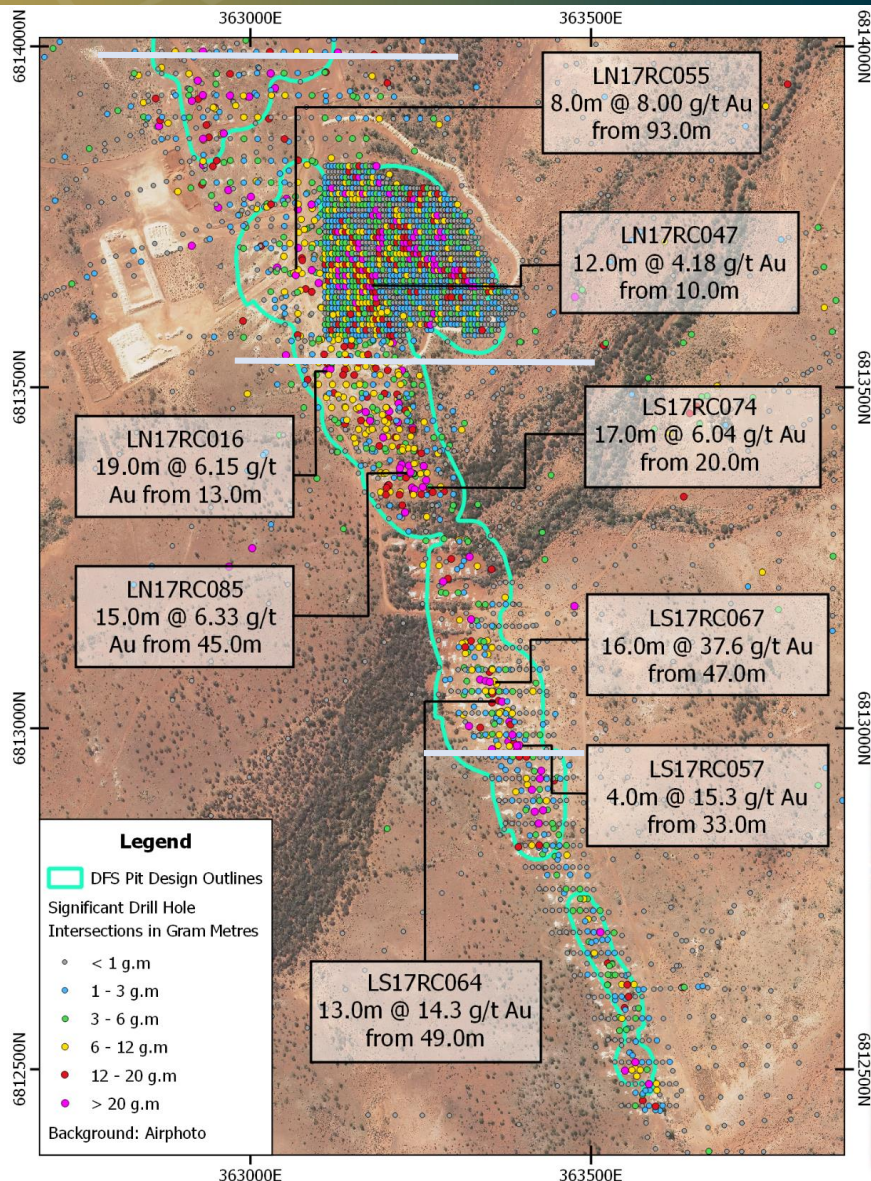 363000E
363500E
6814000N
6814000N
LN17RC055
8.0m @ 8.00 g/t Au
from 93.0m
LN17RC047
12.0m @ 4.18 g/t Au
from 10.0m
6813500N
6813500N
LS17RC074
17.0m @ 6.04 g/t Au
from 20.0m
LN17RC016
19.0m @ 6.15 g/t
Au from 13.0m
LN17RC085
15.0m @ 6.33 g/t
Au from 45.0m
LS17RC067
16.0m @ 37.6 g/t Au
from 47.0m
6813000N
6813000N
LS17RC057
4.0m @ 15.3 g/t Au
from 33.0m
LS17RC064
13.0m @ 14.3 g/t Au
from 49.0m
Legend
DFS Pit Design Outlines
Significant Drill Hole
Intersections in Gram Metres
< 1 g.m
1 - 3 g.m
3 - 6 g.m
6 - 12 g.m
12 - 20 g.m
> 20 g.m
Background: Airphoto
6812500N
6812500N
363000E
363500E